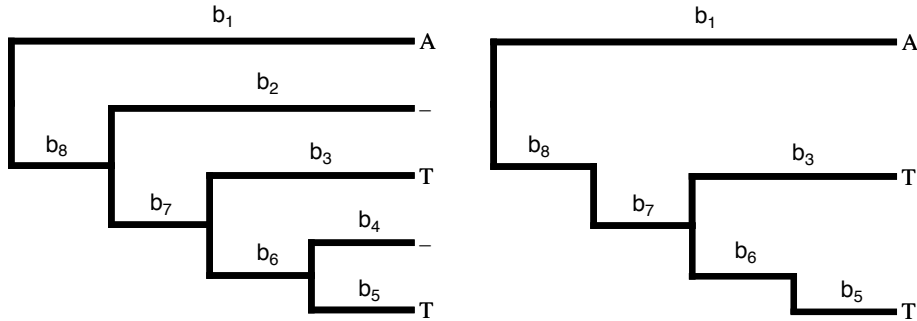 b1 b1
A A
b2
–
b8 b8
b3 b3
T T
b7 b7
b4
–
b6 b6
b5 b5
T T